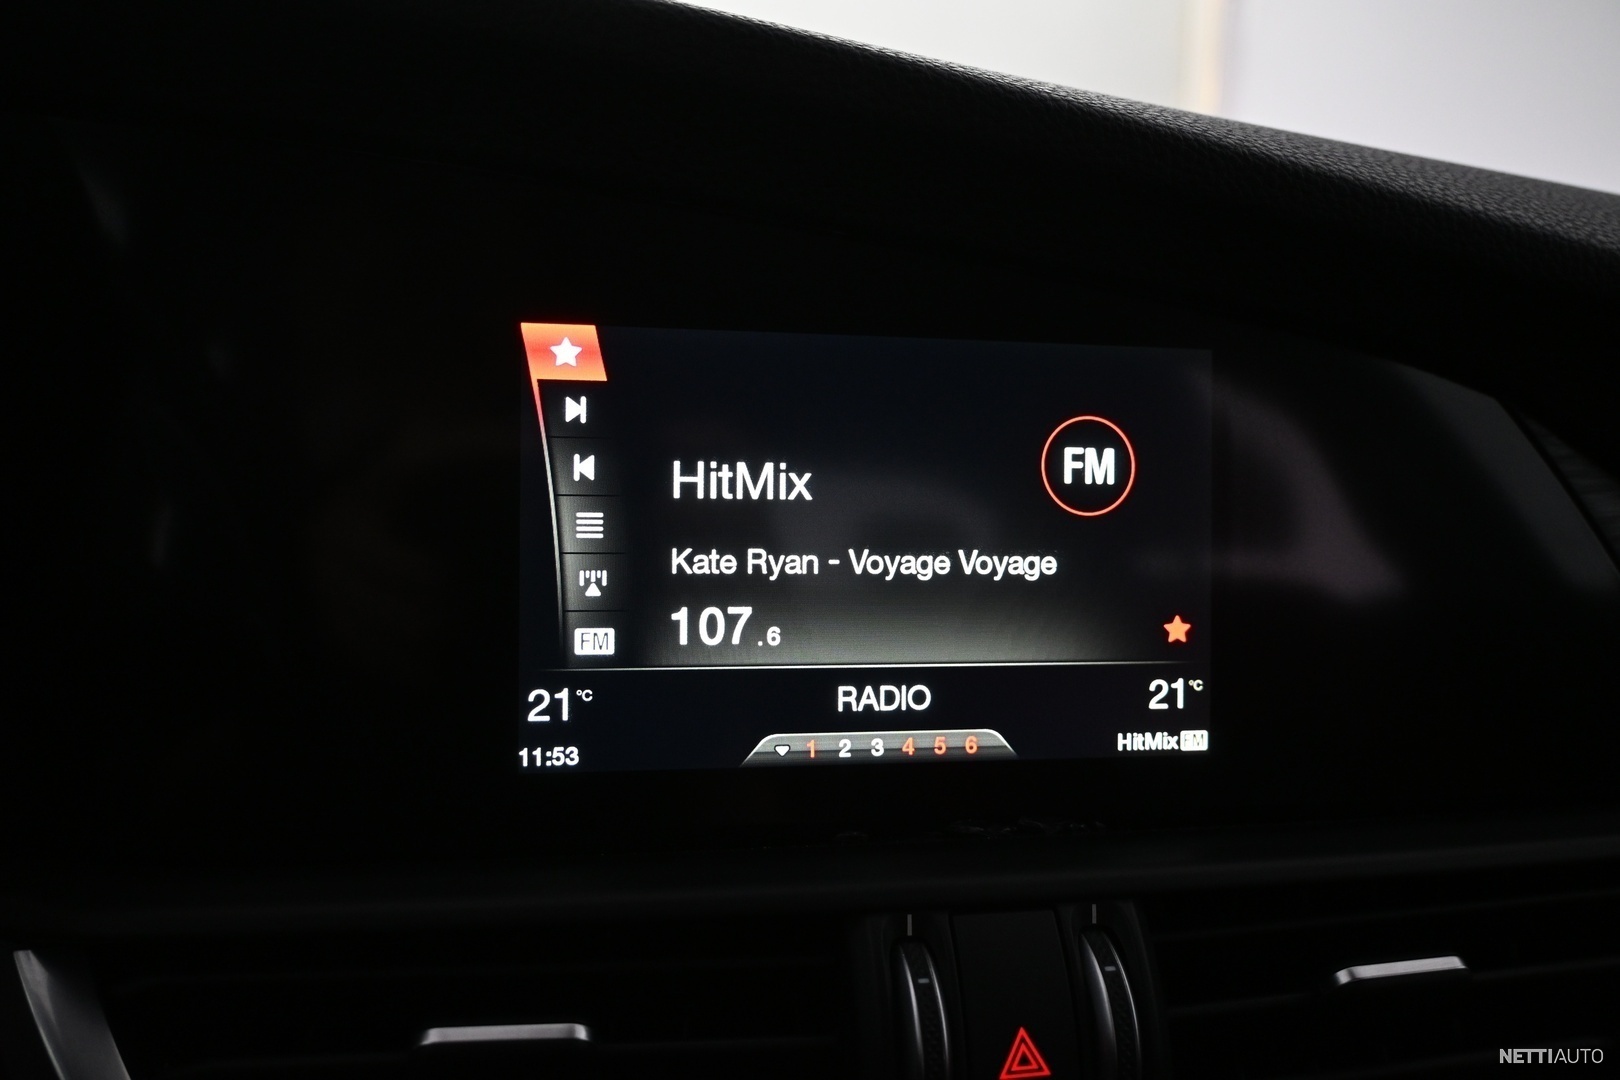 HitMix
FM
Kate Ryan - Voyage Voyage
107.6
FM
21°C
RADIO
21°C
11:53
1 2 3 4 5 6
HitMix FM
NETTIAUTO